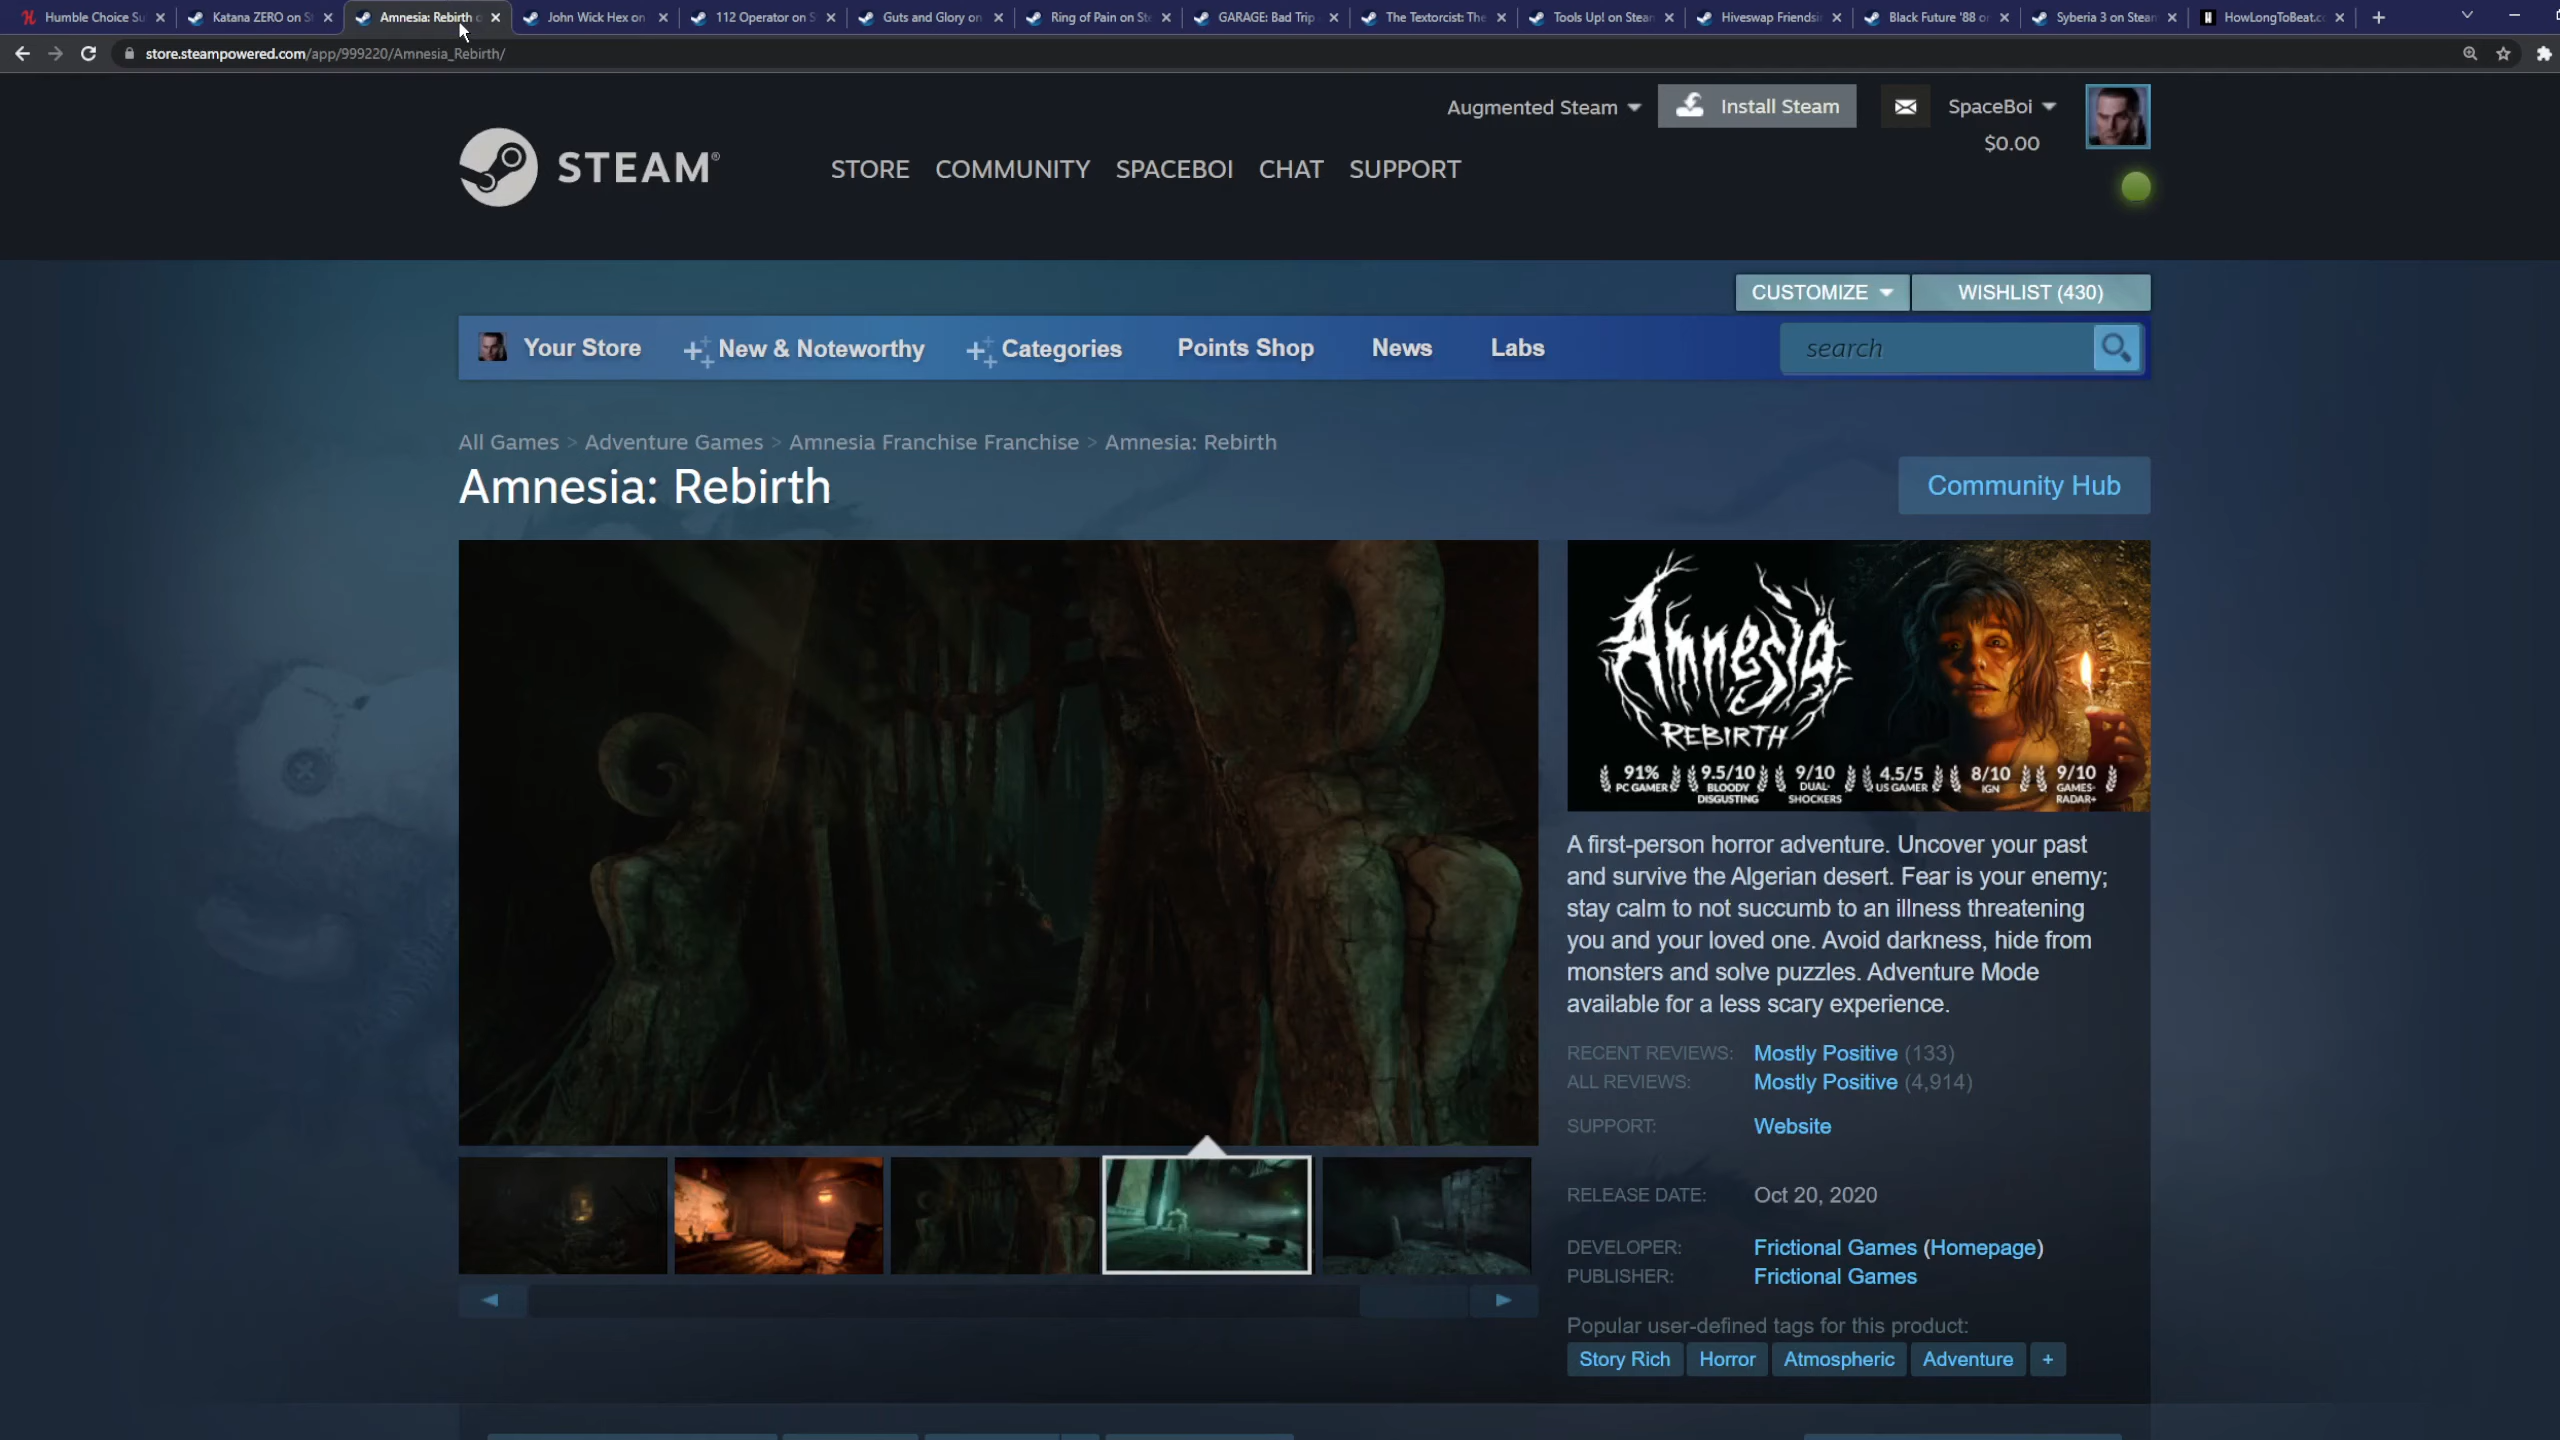 Humble Choice Su
Katana ZERO on S
Amnesia: Rebirth o
John Wick Hex on
112 Operator on S
Guts and Glory on
Ring of Pain on Ste
GARAGE: Bad Trip
The Textorcist: The
Tools Up! on Steam
Hiveswap Friendsi
Black Future '88 o
Syberia 3 on Steam
HowLongToBeat.c
store.steampowered.com/app/999220/Amnesia_Rebirth/
Augmented Steam
Install Steam
SpaceBoi
$0.00
STEAM®
STORE COMMUNITY SPACEBOI CHAT SUPPORT
CUSTOMIZE
WISHLIST (430)
Your Store
New & Noteworthy
Categories
Points Shop
News
Labs
search
All Games > Adventure Games > Amnesia Franchise Franchise > Amnesia: Rebirth
Amnesia: Rebirth
Community Hub
Amnesia
REBIRTH
91% PC GAMER
9.5/10 BLOODY DISGUSTING
9/10 DUAL-SHOCKERS
4.5/5 US GAMER
8/10 IGN
9/10 GAMES-RADAR+
A first-person horror adventure. Uncover your past
and survive the Algerian desert. Fear is your enemy;
stay calm to not succumb to an illness threatening
you and your loved one. Avoid darkness, hide from
monsters and solve puzzles. Adventure Mode
available for a less scary experience.
RECENT REVIEWS: Mostly Positive (133)
ALL REVIEWS: Mostly Positive (4,914)
SUPPORT: Website
RELEASE DATE: Oct 20, 2020
DEVELOPER: Frictional Games (Homepage)
PUBLISHER: Frictional Games
Popular user-defined tags for this product:
Story Rich
Horror
Atmospheric
Adventure
+